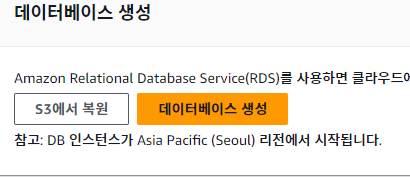 데이터베이스 생성
Amazon Relational Database Service(RDS)를 사용하면 클라우드에
S3에서 복원
데이터베이스 생성
참고: DB 인스턴스가 Asia Pacific (Seoul) 리전에서 시작됩니다.